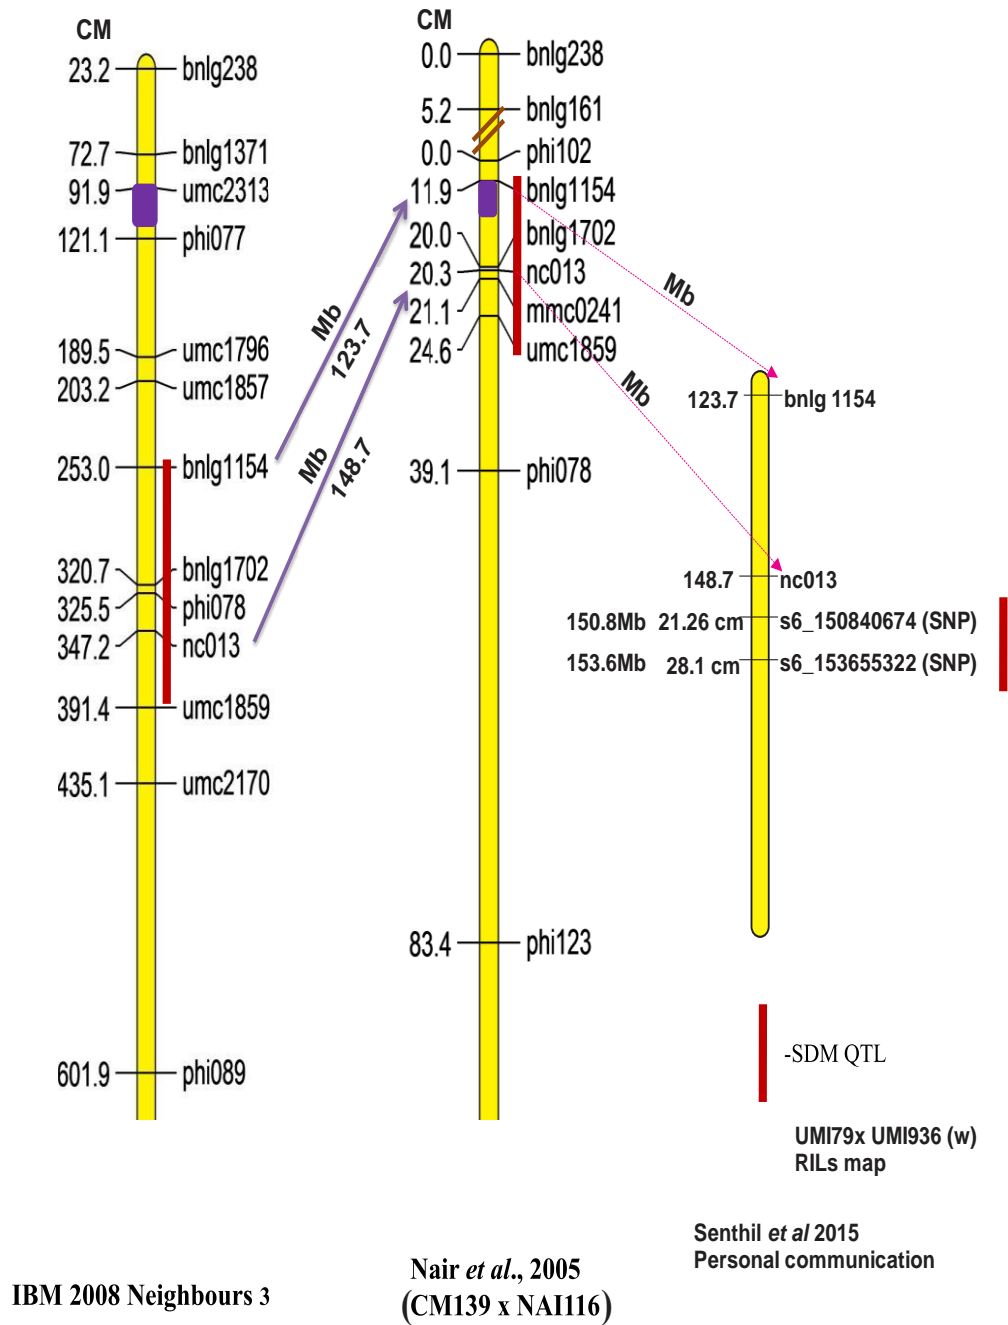 CM
23.2 bnlg238
72.7 bnlg1371
91.9 umc2313
121.1 phi077
189.5 umc1796
203.2 umc1857
253.0 bnlg1154
320.7 bnlg1702
325.5 phi078
347.2 nc013
391.4 umc1859
435.1 umc2170
601.9 phi089
IBM 2008 Neighbours 3
Mb
123.7
Mb
148.7
CM
0.0 bnlg238
5.2 bnlg161
0.0 phi102
11.9 bnlg1154
20.0 bnlg1702
20.3 nc013
21.1 mmc0241
24.6 umc1859
39.1 phi078
83.4 phi123
Nair et al., 2005
(CM139 x NAI116)
Mb
Mb
123.7 bnlg 1154
148.7 nc013
150.8Mb 21.26 cm s6_150840674 (SNP)
153.6Mb 28.1 cm s6_153655322 (SNP)
-SDM QTL
UMI79x UMI936 (w)
RILs map
Senthil et al 2015
Personal communication